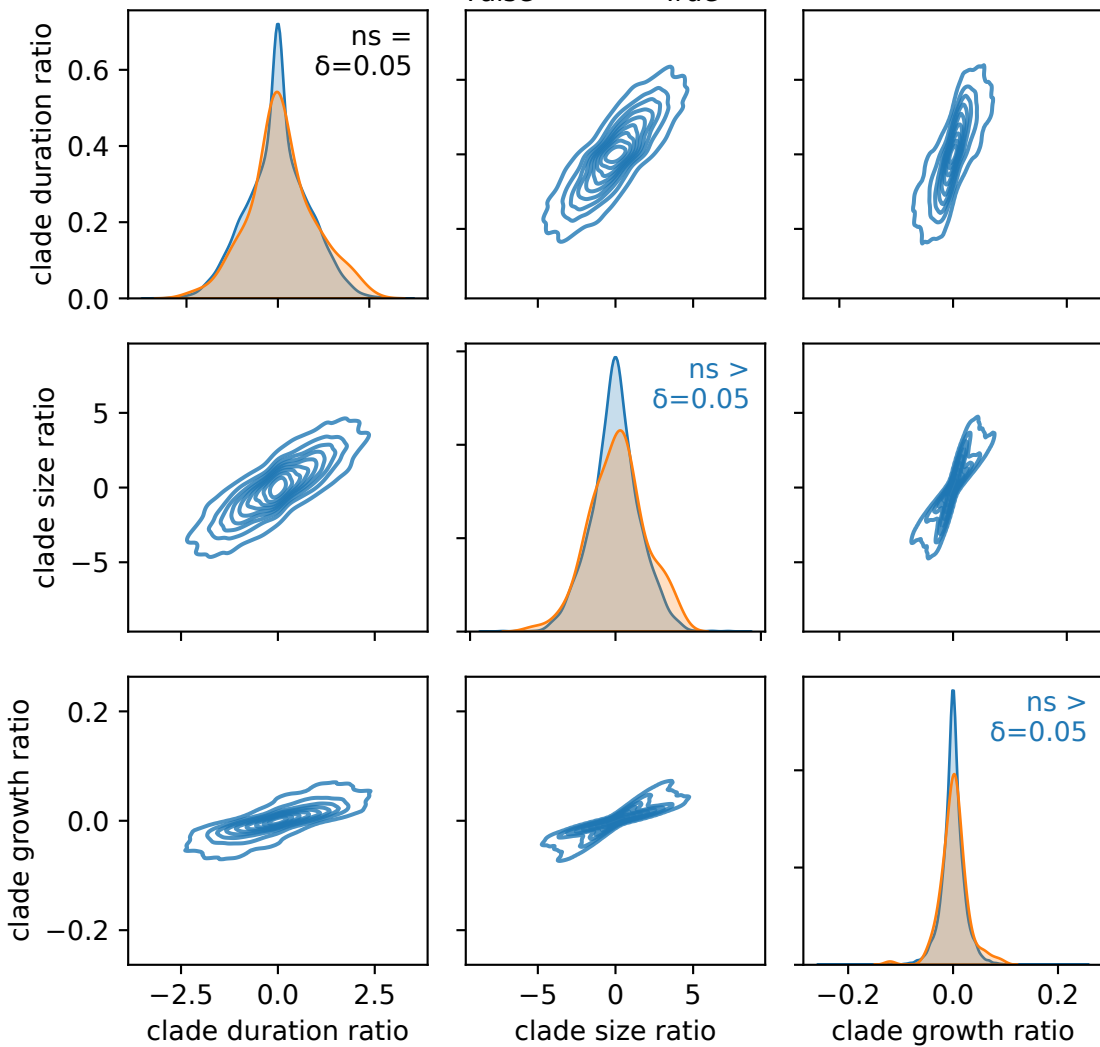 clade duration ratio
0.6
0.4
0.2
0.0
ns =
δ=0.05
clade size ratio
5
0
−5
ns >
δ=0.05
clade growth ratio
0.2
0.0
−0.2
ns >
δ=0.05
−2.5 0.0 2.5
−5 0 5
−0.2 0.0 0.2
clade duration ratio
clade size ratio
clade growth ratio